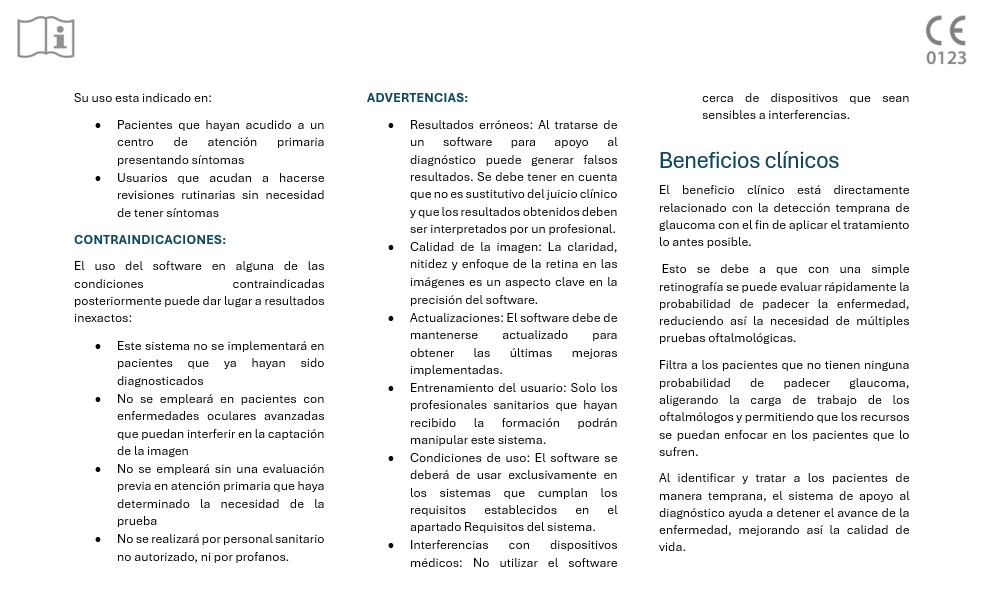 i
CE
0123
Su uso esta indicado en:
• Pacientes que hayan acudido a un
centro de atención primaria
presentando síntomas
• Usuarios que acudan a hacerse
revisiones rutinarias sin necesidad
de tener síntomas
CONTRAINDICACIONES:
El uso del software en alguna de las
condiciones contraindicadas
posteriormente puede dar lugar a resultados
inexactos:
• Este sistema no se implementará en
pacientes que ya hayan sido
diagnosticados
• No se empleará en pacientes con
enfermedades oculares avanzadas
que puedan interferir en la captación
de la imagen
• No se empleará sin una evaluación
previa en atención primaria que haya
determinado la necesidad de la
prueba
• No se realizará por personal sanitario
no autorizado, ni por profanos.
ADVERTENCIAS:
• Resultados erróneos: Al tratarse de
un software para apoyo al
diagnóstico puede generar falsos
resultados. Se debe tener en cuenta
que no es sustitutivo del juicio clínico
y que los resultados obtenidos deben
ser interpretados por un profesional.
• Calidad de la imagen: La claridad,
nitidez y enfoque de la retina en las
imágenes es un aspecto clave en la
precisión del software.
• Actualizaciones: El software debe de
mantenerse actualizado para
obtener las últimas mejoras
implementadas.
• Entrenamiento del usuario: Solo los
profesionales sanitarios que hayan
recibido la formación podrán
manipular este sistema.
• Condiciones de uso: El software se
deberá de usar exclusivamente en
los sistemas que cumplan los
requisitos establecidos en el
apartado Requisitos del sistema.
• Interferencias con dispositivos
médicos: No utilizar el software
cerca de dispositivos que sean
sensibles a interferencias.
Beneficios clínicos
El beneficio clínico está directamente
relacionado con la detección temprana de
glaucoma con el fin de aplicar el tratamiento
lo antes posible.
Esto se debe a que con una simple
retinografía se puede evaluar rápidamente la
probabilidad de padecer la enfermedad,
reduciendo así la necesidad de múltiples
pruebas oftalmológicas.
Filtra a los pacientes que no tienen ninguna
probabilidad de padecer glaucoma,
aligerando la carga de trabajo de los
oftalmólogos y permitiendo que los recursos
se puedan enfocar en los pacientes que lo
sufren.
Al identificar y tratar a los pacientes de
manera temprana, el sistema de apoyo al
diagnóstico ayuda a detener el avance de la
enfermedad, mejorando así la calidad de
vida.